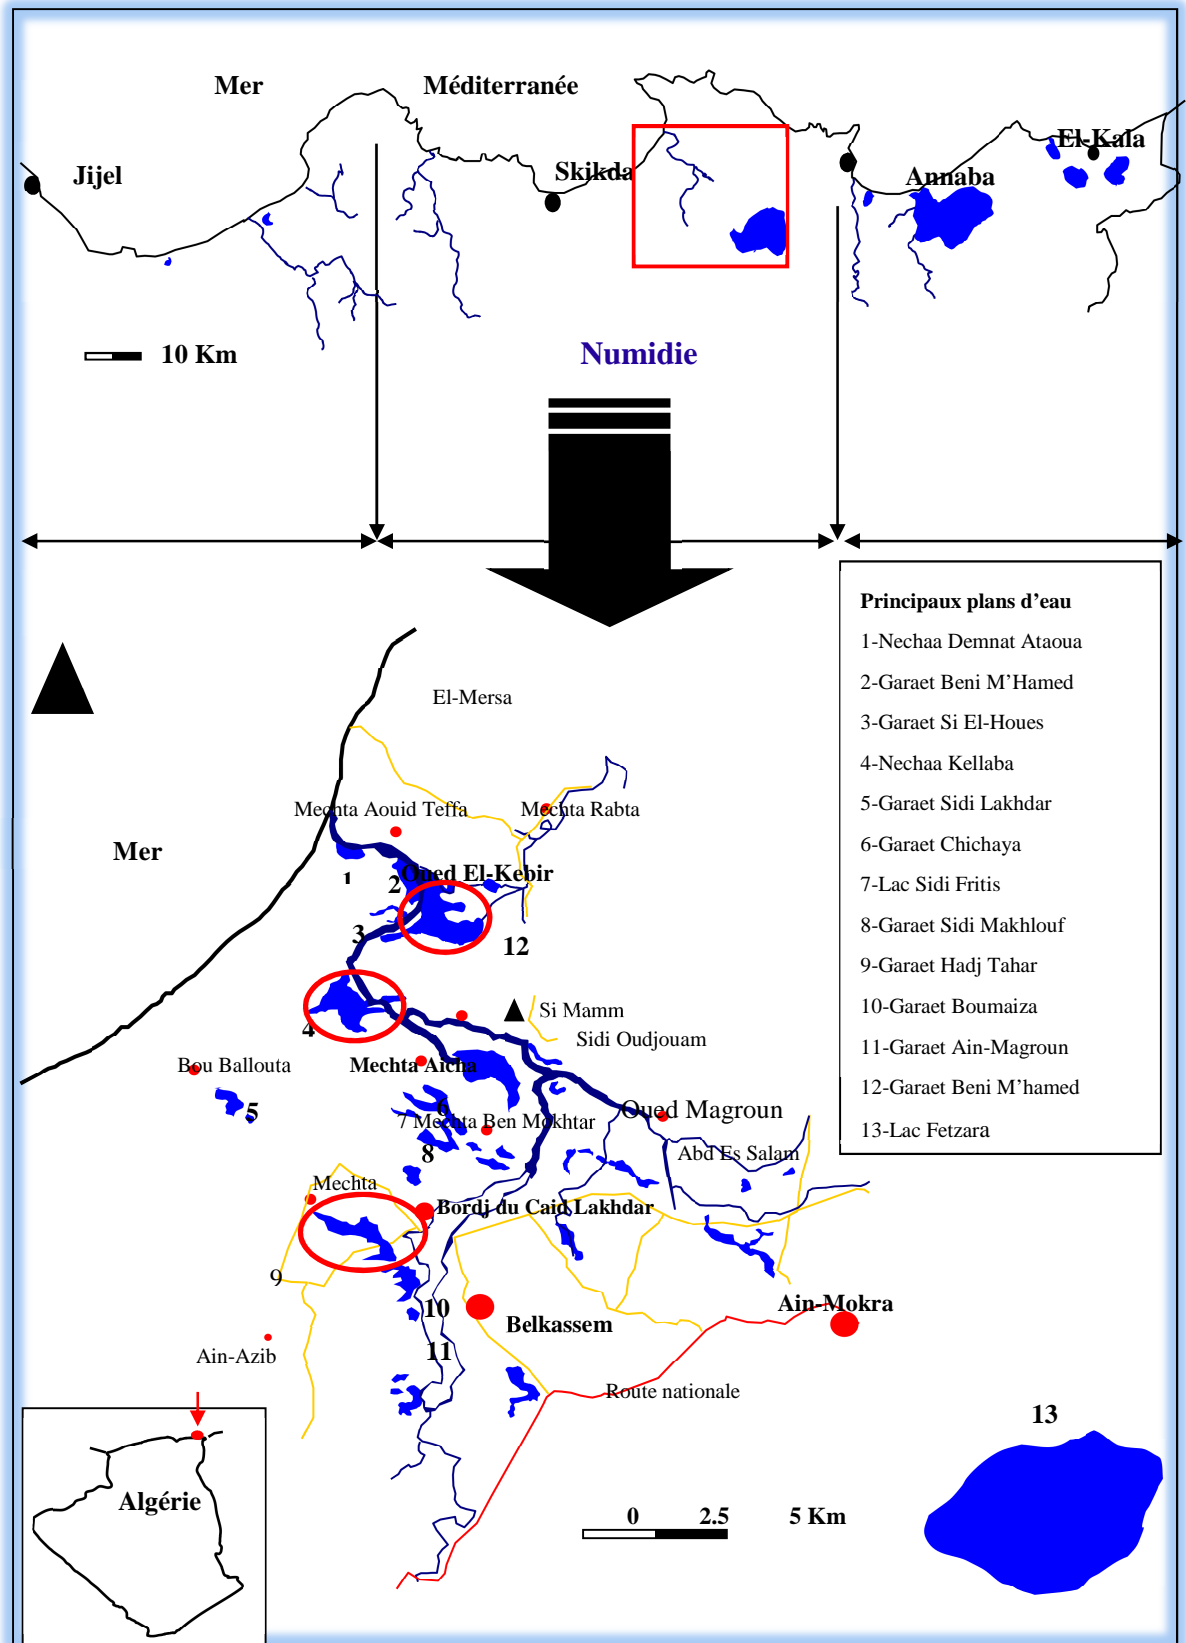 Mer Méditerranée
El-Kala
Jijel
Skikda
Annaba
10 Km
Numidie
Principaux plans d’eau
1-Nechaa Demnat Ataoua
2-Garaet Beni M’Hamed
3-Garaet Si El-Houes
4-Nechaa Kellaba
5-Garaet Sidi Lakhdar
6-Garaet Chichaya
7-Lac Sidi Fritis
8-Garaet Sidi Makhlouf
9-Garaet Hadj Tahar
10-Garaet Boumaiza
11-Garaet Ain-Magroun
12-Garaet Beni M’hamed
13-Lac Fetzara
El-Mersa
Mechta Aouid Teffa
Mechta Rabta
Mer
1
2
Oued El-Kebir
3
12
4
Si Mamm
Sidi Oudjouam
Bou Ballouta
Mechta Aicha
5
6
7 Mechta Ben Mokhtar
Oued Magroun
8
Abd Es Salam
Mechta
Bordj du Caid Lakhdar
9
10
Belkassem
Ain-Mokra
11
Ain-Azib
Route nationale
13
Algérie
0 2.5 5 Km